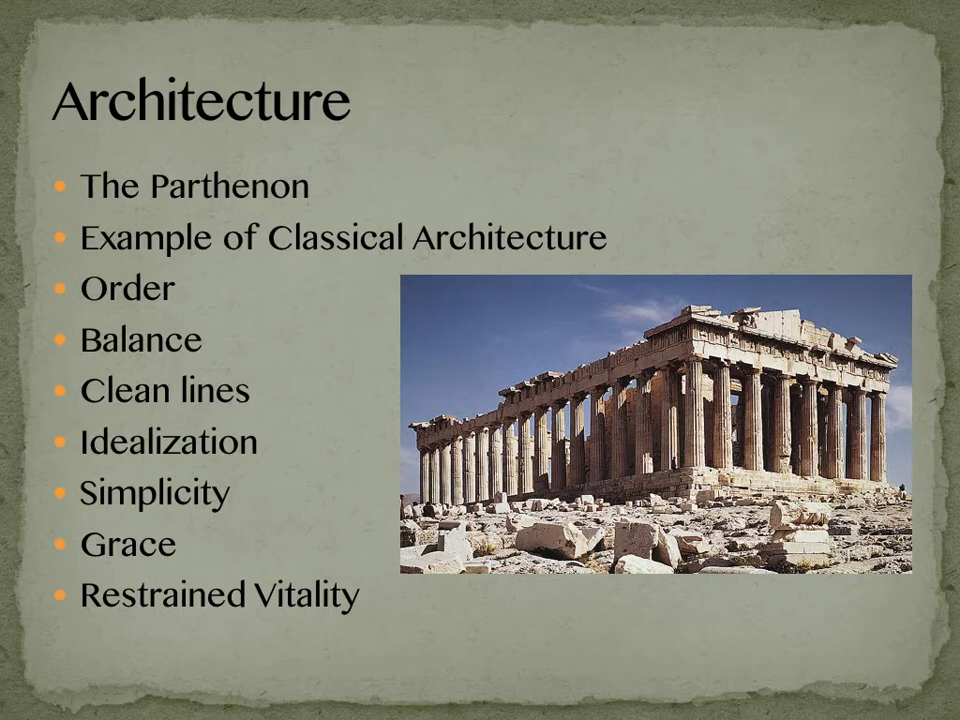 Architecture
• The Parthenon
• Example of Classical Architecture
• Order
• Balance
• Clean lines
• Idealization
• Simplicity
• Grace
• Restrained Vitality